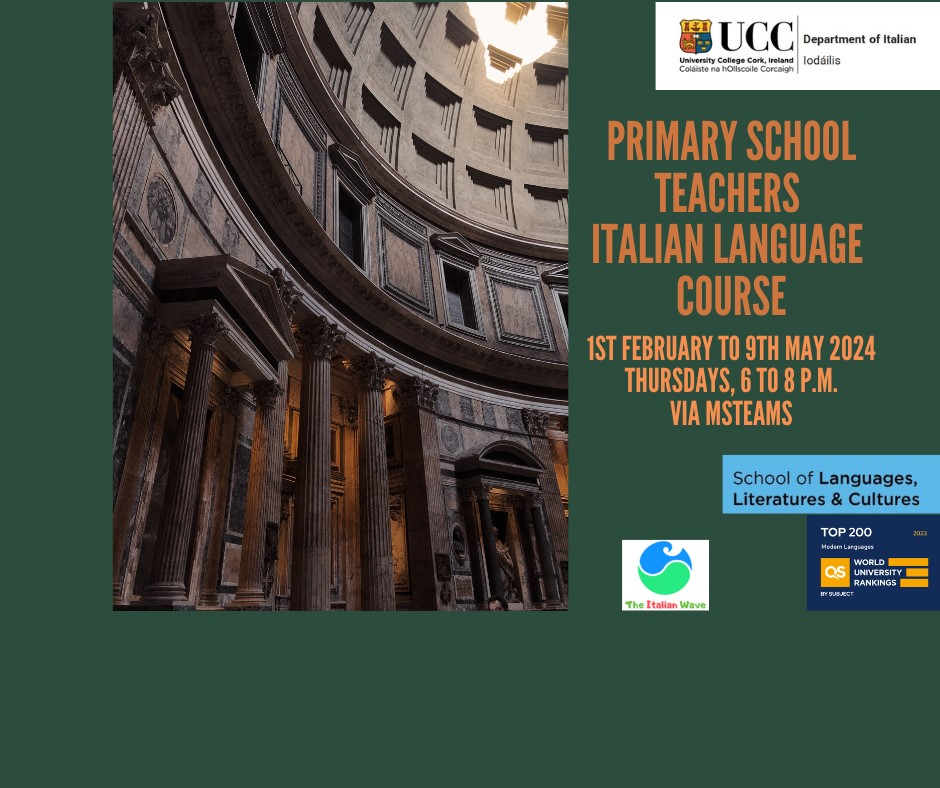 UCC
University College Cork, Ireland
Coláiste na hOllscoile Corcaigh
Department of Italian
Iodáilis
PRIMARY SCHOOL
TEACHERS
ITALIAN LANGUAGE
COURSE
1ST FEBRUARY TO 9TH MAY 2024
THURSDAYS, 6 TO 8 P.M.
VIA MSTEAMS
School of Languages,
Literatures & Cultures
The Italian Wave
TOP 200
2023
Modern Languages
QS
WORLD
UNIVERSITY
RANKINGS
BY SUBJECT